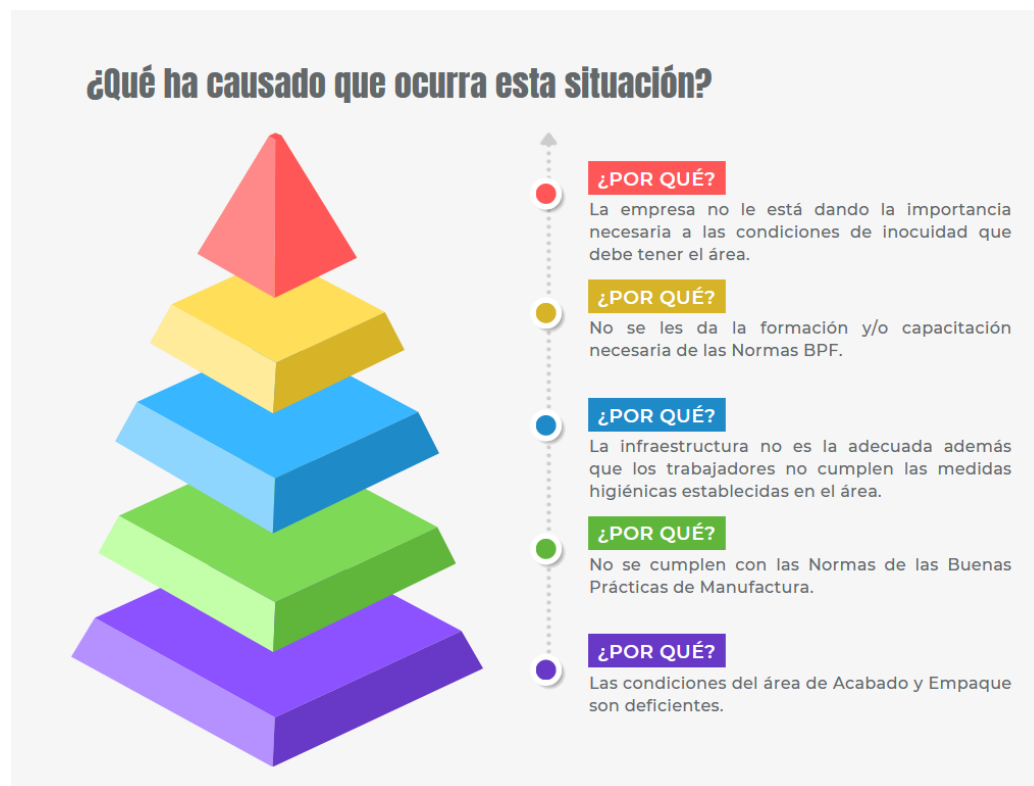 ¿Qué ha causado que ocurra esta situación?
¿POR QUÉ?
La empresa no le está dando la importancia
necesaria a las condiciones de inocuidad que
debe tener el área.
¿POR QUÉ?
No se les da la formación y/o capacitación
necesaria de las Normas BPF.
¿POR QUÉ?
La infraestructura no es la adecuada además
que los trabajadores no cumplen las medidas
higiénicas establecidas en el área.
¿POR QUÉ?
No se cumplen con las Normas de las Buenas
Prácticas de Manufactura.
¿POR QUÉ?
Las condiciones del área de Acabado y Empaque
son deficientes.